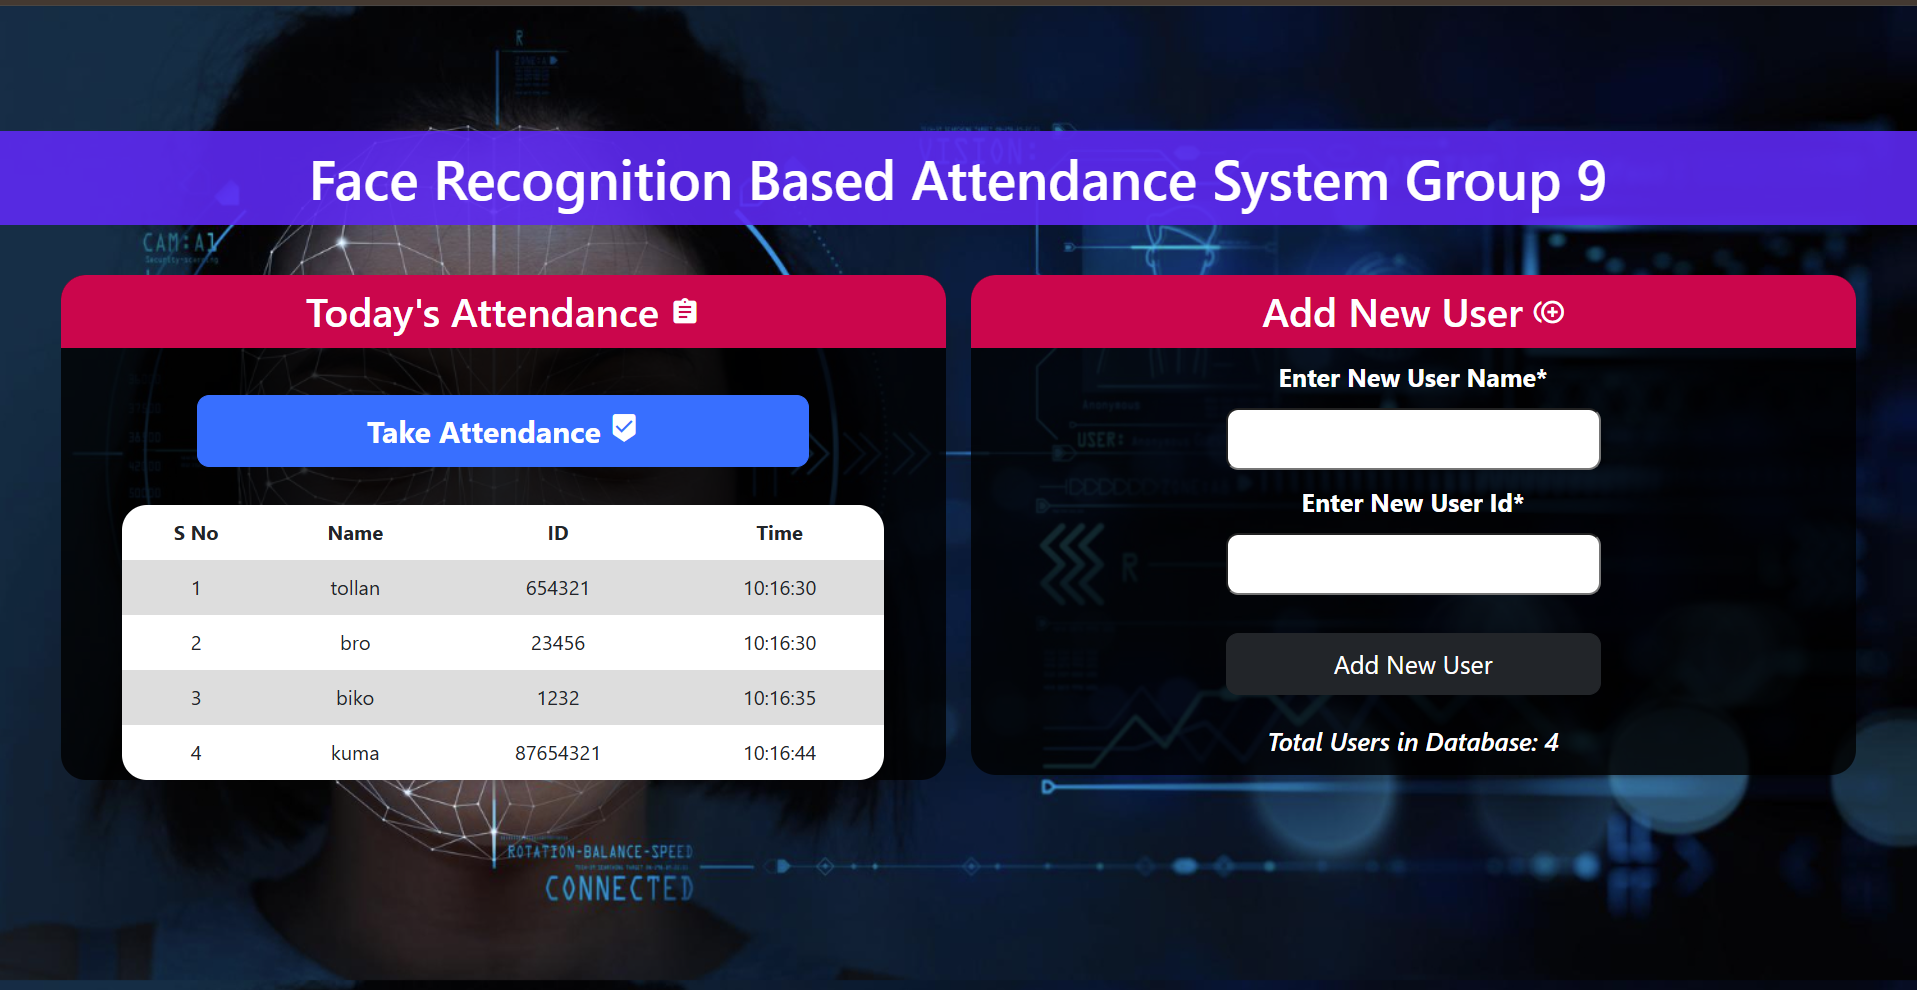 R
Face Recognition Based Attendance System Group 9
CAM:A1
Today's Attendance
Take Attendance
S No Name ID Time
1 tollan 654321 10:16:30
2 bro 23456 10:16:30
3 biko 1232 10:16:35
4 kuma 87654321 10:16:44
Add New User
Enter New User Name*
USER:
Enter New User Id*
R
Add New User
Total Users in Database: 4
ROTATION-BALANCE-SPEED
CONNECTED